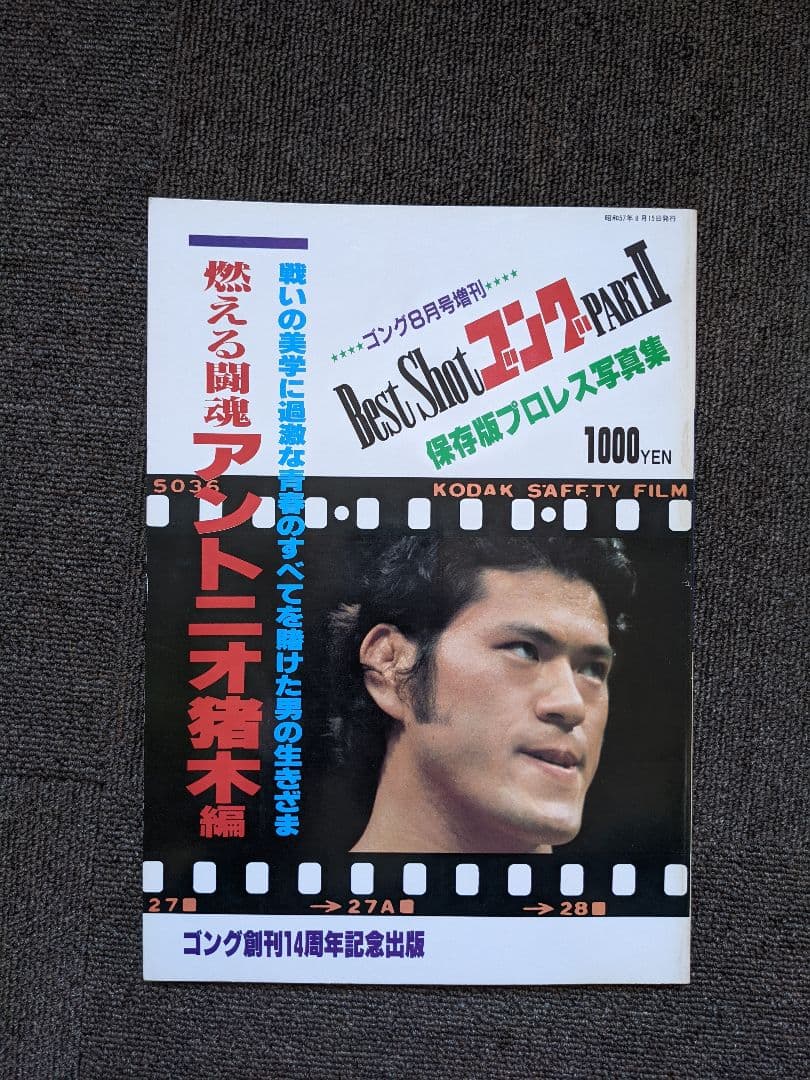 昭和57年8月15日発行
★★★★ゴング8月号増刊★★★★
Best Shotゴング PART II
保存版プロレス写真集
1000YEN
戦いの美学に過激な青春のすべてを賭けた男の生きざま
燃える闘魂アントニオ猪木編
5036
KODAK SAFETY FILM
27
→27A
→28
ゴング創刊14周年記念出版